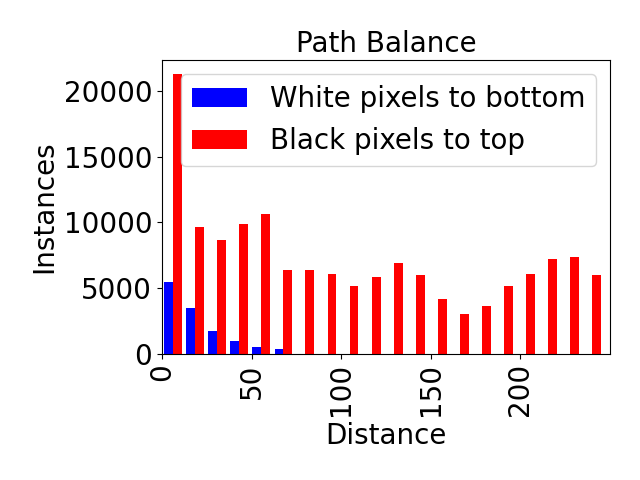 Path Balance
White pixels to bottom
Black pixels to top
Instances
20000
15000
10000
5000
0
0
50
100
150
200
Distance